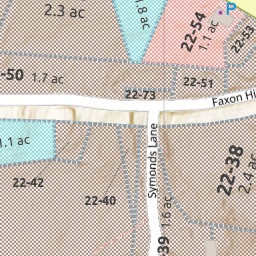 2.3 ac
1.8 ac
22-54
1.1 ac
P
22-53
-50 1.7 ac
22-51
22-73
Faxon Hi
1.1 ac
Symonds Lane
22-42
22-40
22-38
2.4 ac
1.6 ac
-39